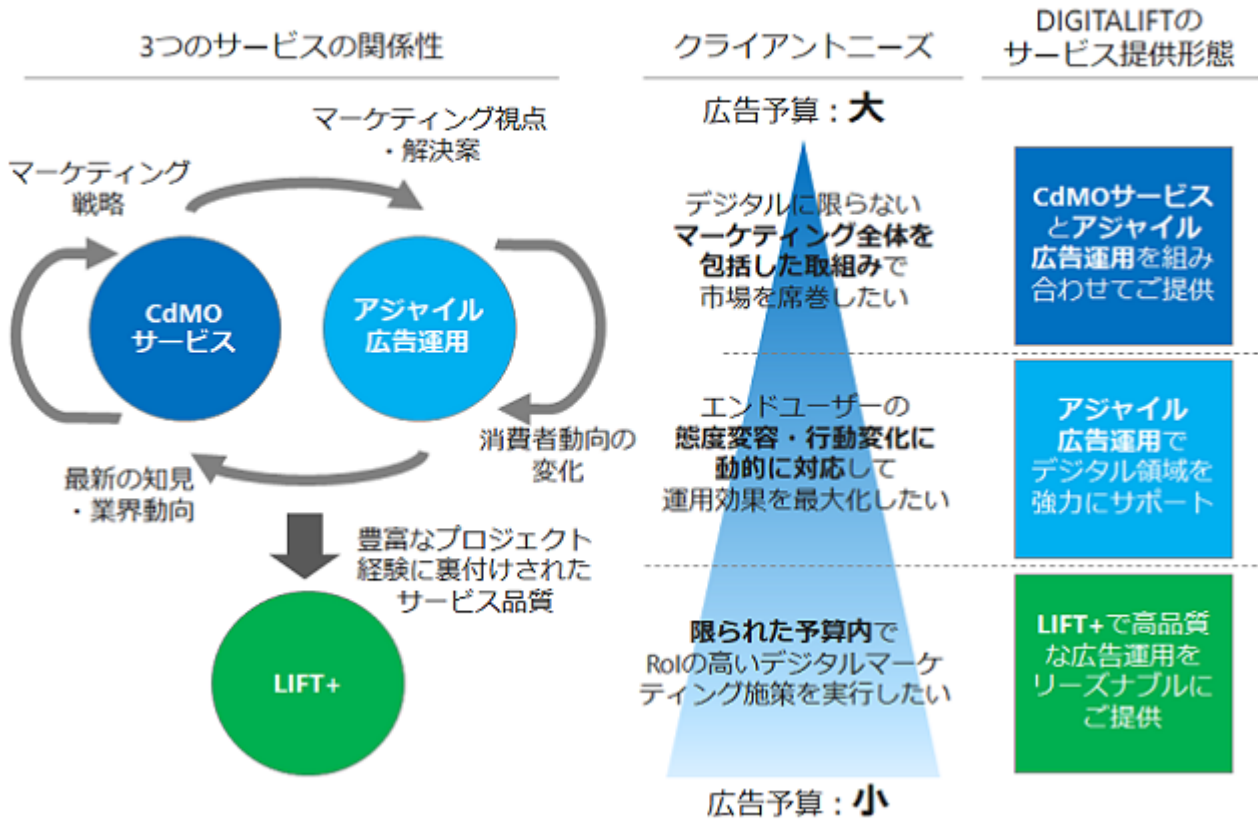 3つのサービスの関係性
マーケティング視点
・解決案
マーケティング
戦略
CdMO
サービス
アジャイル
広告運用
消費者動向の
変化
最新の知見
・業界動向
豊富なプロジェクト
経験に裏付けされた
サービス品質
LIFT+
クライアントニーズ
広告予算：大
デジタルに限らない
マーケティング全体を
包括した取組みで
市場を席巻したい
エンドユーザーの
態度変容・行動変化に
動的に対応して
運用効果を最大化したい
限られた予算内で
RoIの高いデジタルマーケ
ティング施策を実行したい
広告予算：小
DIGITALIFTの
サービス提供形態
CdMOサービス
とアジャイル
広告運用を組み
合わせてご提供
アジャイル
広告運用で
デジタル領域を
強力にサポート
LIFT+で高品質
な広告運用を
リーズナブルに
ご提供